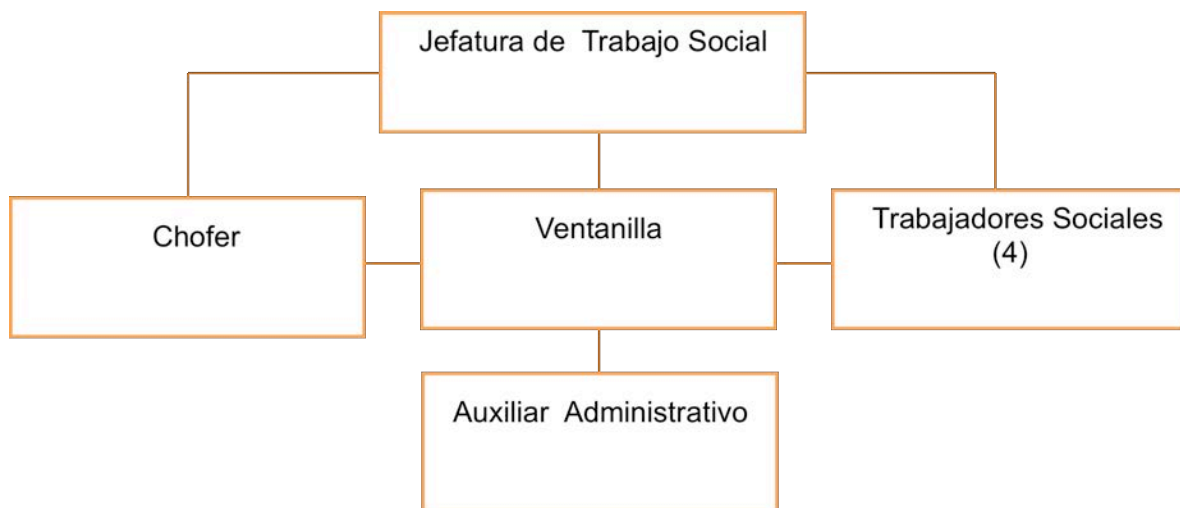 Jefatura de Trabajo Social
Chofer
Ventanilla
Trabajadores Sociales
(4)
Auxiliar Administrativo